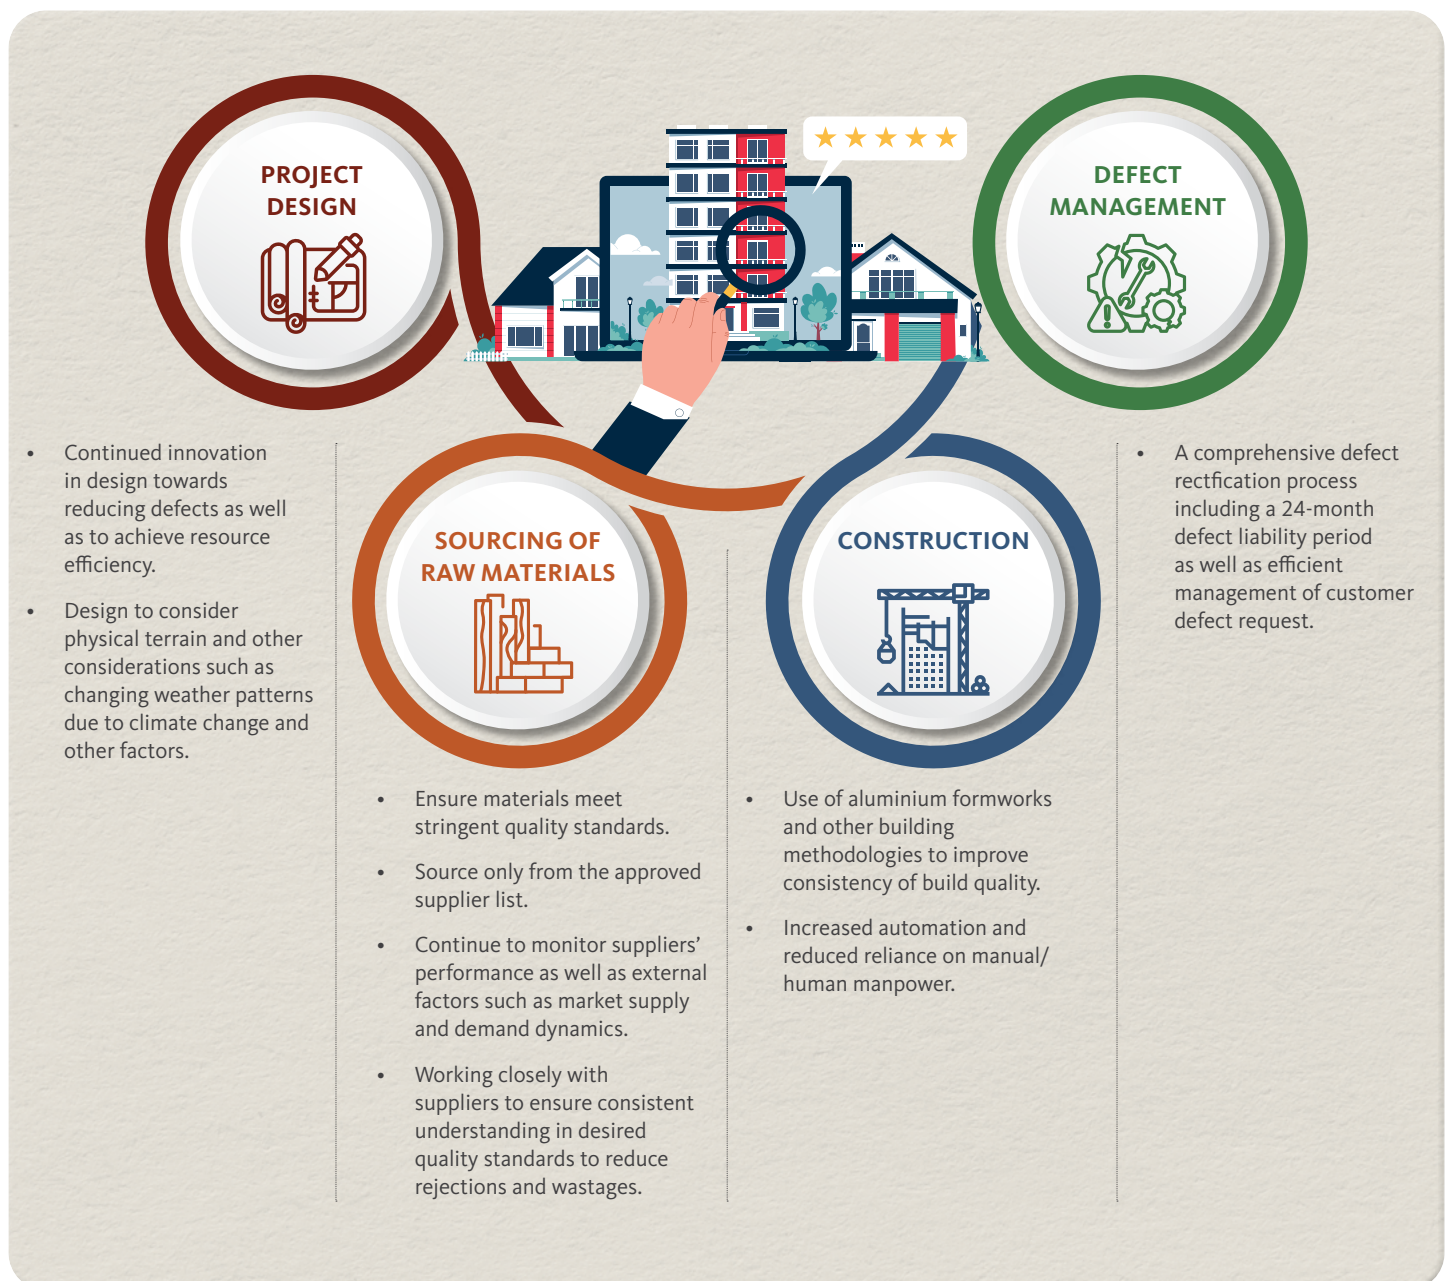 PROJECT
DESIGN
• Continued innovation
in design towards
reducing defects as well
as to achieve resource
efficiency.
• Design to consider
physical terrain and other
considerations such as
changing weather patterns
due to climate change and
other factors.
SOURCING OF
RAW MATERIALS
• Ensure materials meet
stringent quality standards.
• Source only from the approved
supplier list.
• Continue to monitor suppliers’
performance as well as external
factors such as market supply
and demand dynamics.
• Working closely with
suppliers to ensure consistent
understanding in desired
quality standards to reduce
rejections and wastages.
CONSTRUCTION
• Use of aluminium formworks
and other building
methodologies to improve
consistency of build quality.
• Increased automation and
reduced reliance on manual/
human manpower.
DEFECT
MANAGEMENT
• A comprehensive defect
rectfication process
including a 24-month
defect liability period
as well as efficient
management of customer
defect request.